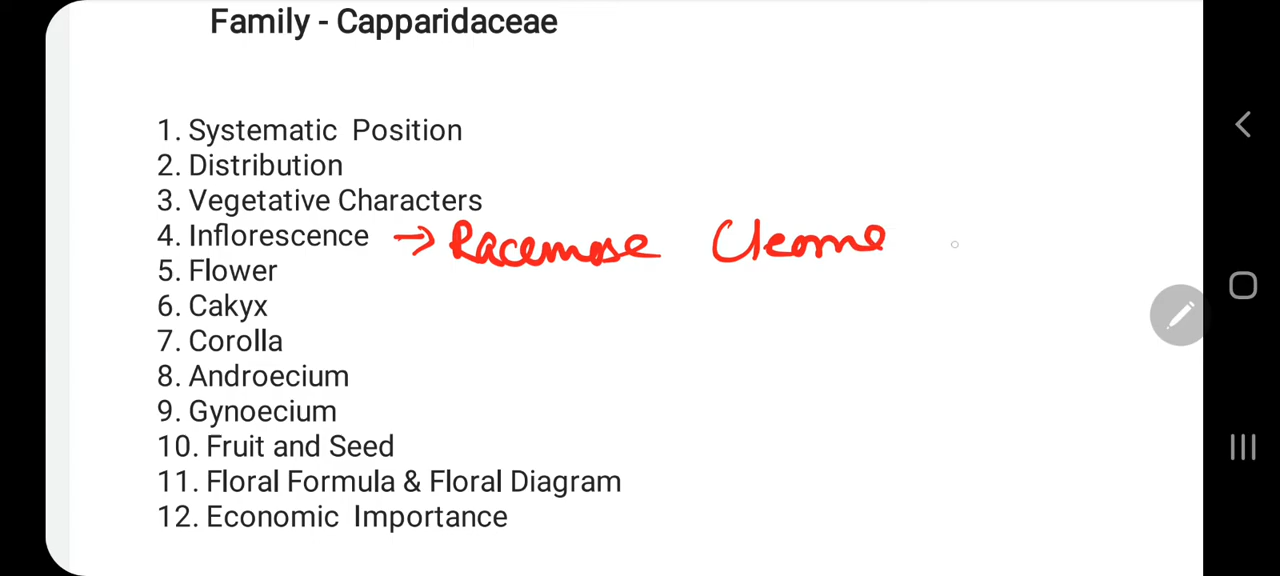 Family - Capparidaceae
1. Systematic Position
2. Distribution
3. Vegetative Characters
4. Inflorescence → Racemose Cleome
5. Flower
6. Cakyx
7. Corolla
8. Androecium
9. Gynoecium
10. Fruit and Seed
11. Floral Formula & Floral Diagram
12. Economic Importance